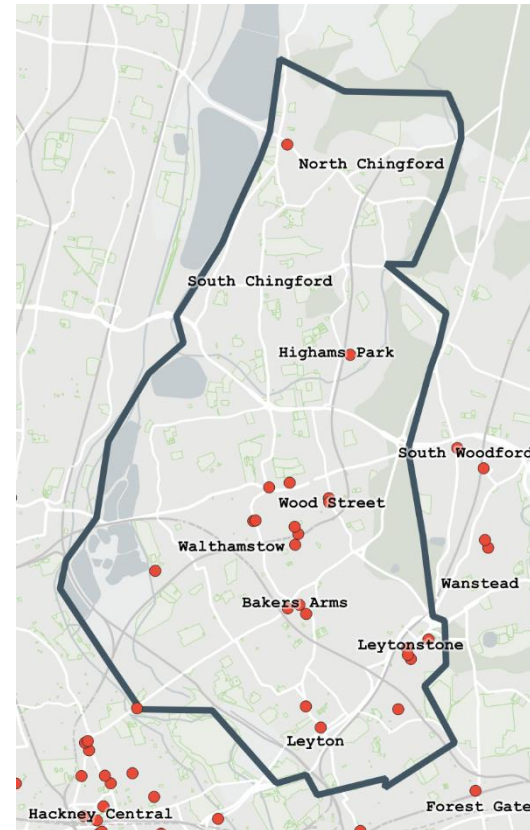 North Chingford
South Chingford
Highams Park
South Woodford
Wood Street
Walthamstow
Wanstead
Bakers Arms
Leytonstone
Leyton
Hackney Central
Forest Gate